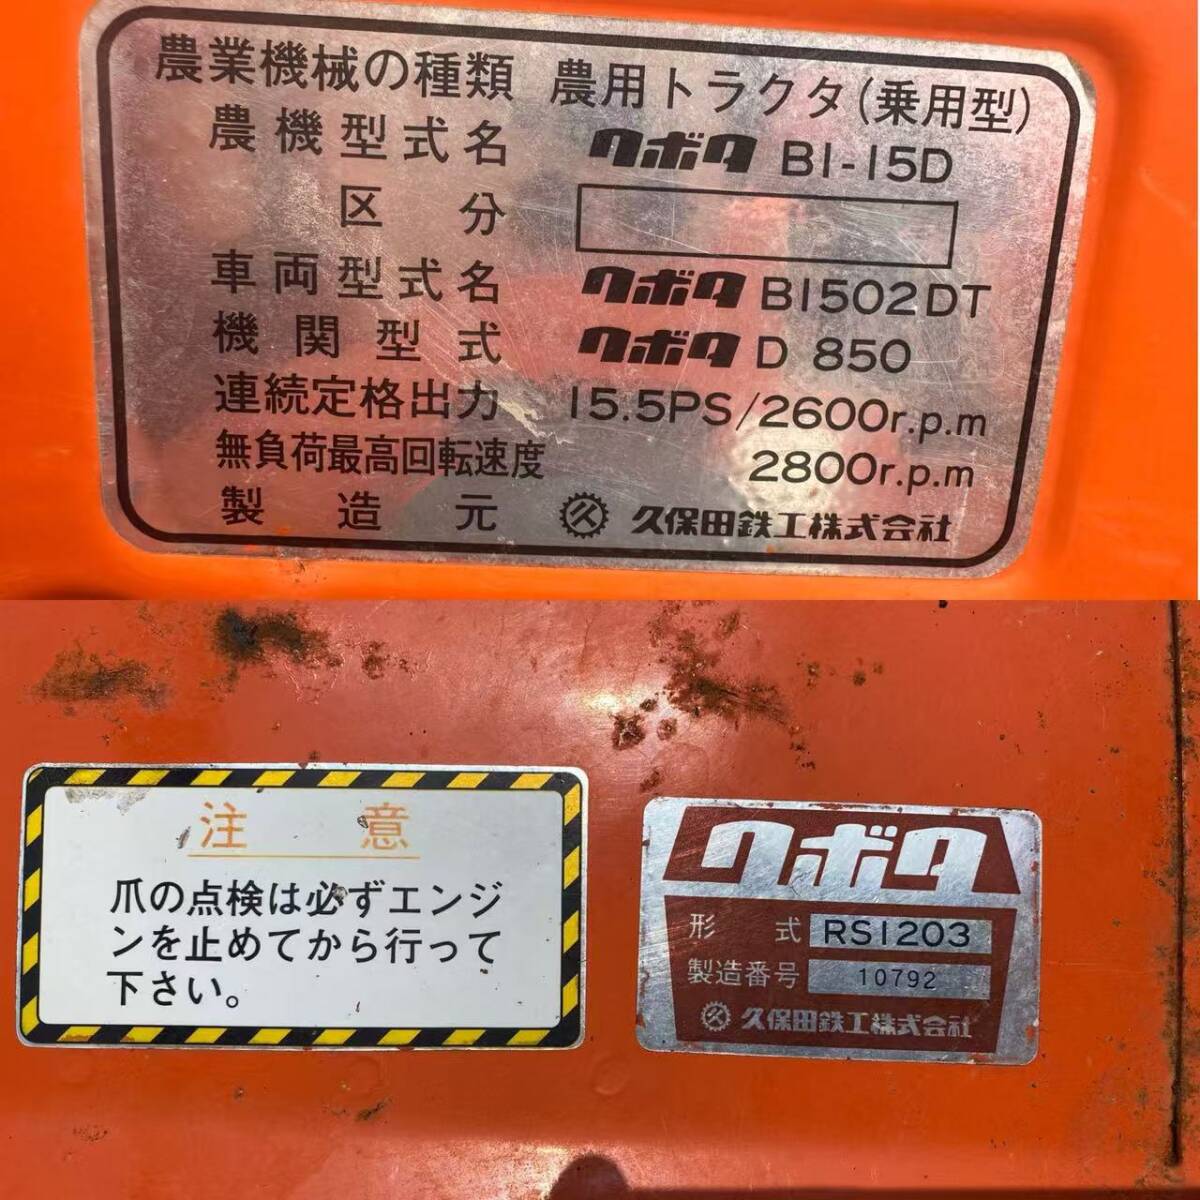 農業機械の種類 農用トラクタ(乗用型)
農機型式名 クボタ B1-15D
区分
車両型式名 クボタ B1502DT
機関型式 クボタ D 850
連続定格出力 15.5PS/2600r.p.m
無負荷最高回転速度 2800r.p.m
製造元 久保田鉄工株式会社
注意
爪の点検は必ずエンジ
ンを止めてから行って
下さい。
クボタ
形式 RS1203
製造番号 10792
久保田鉄工株式会社